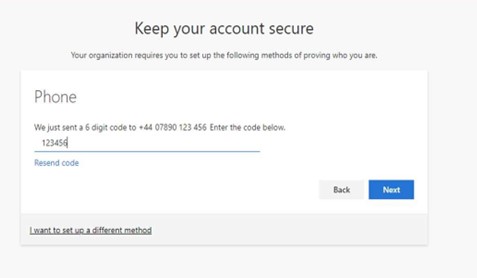 Keep your account secure
Your organization requires you to set up the following methods of proving who you are.
Phone
We just sent a 6 digit code to +44 07890 123 456 Enter the code below.
123456
Resend code
Back
Next
I want to set up a different method